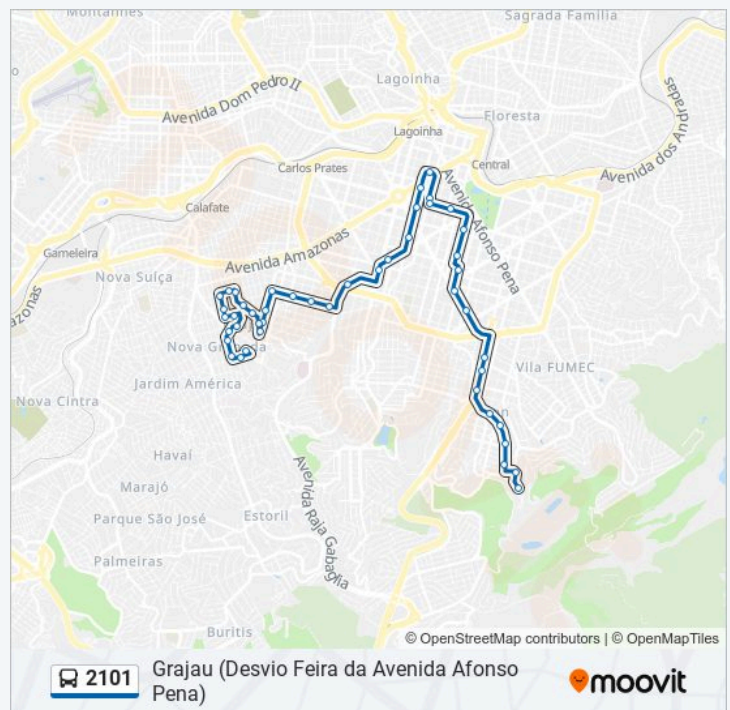 Montanhes
Sagrada Família
Lagoinha
Avenida Dom Pedro II
Floresta
Avenida dos Andradas
Lagoinha
Carlos Prates
Central
Avenida Afonso Pena
Calafate
Gameleira
Avenida Amazonas
Nova Suíça
azonas
Nova Gr
da
Vila FUMEC
Jardim América
Nova Cintra
Havaí
Avenida Raja Gabaglia
Marajó
Parque São José
Estoril
Palmeiras
Buritis
© OpenStreetMap contributors | © OpenMapTiles
2101
Grajau (Desvio Feira da Avenida Afonso
Pena)
moovit